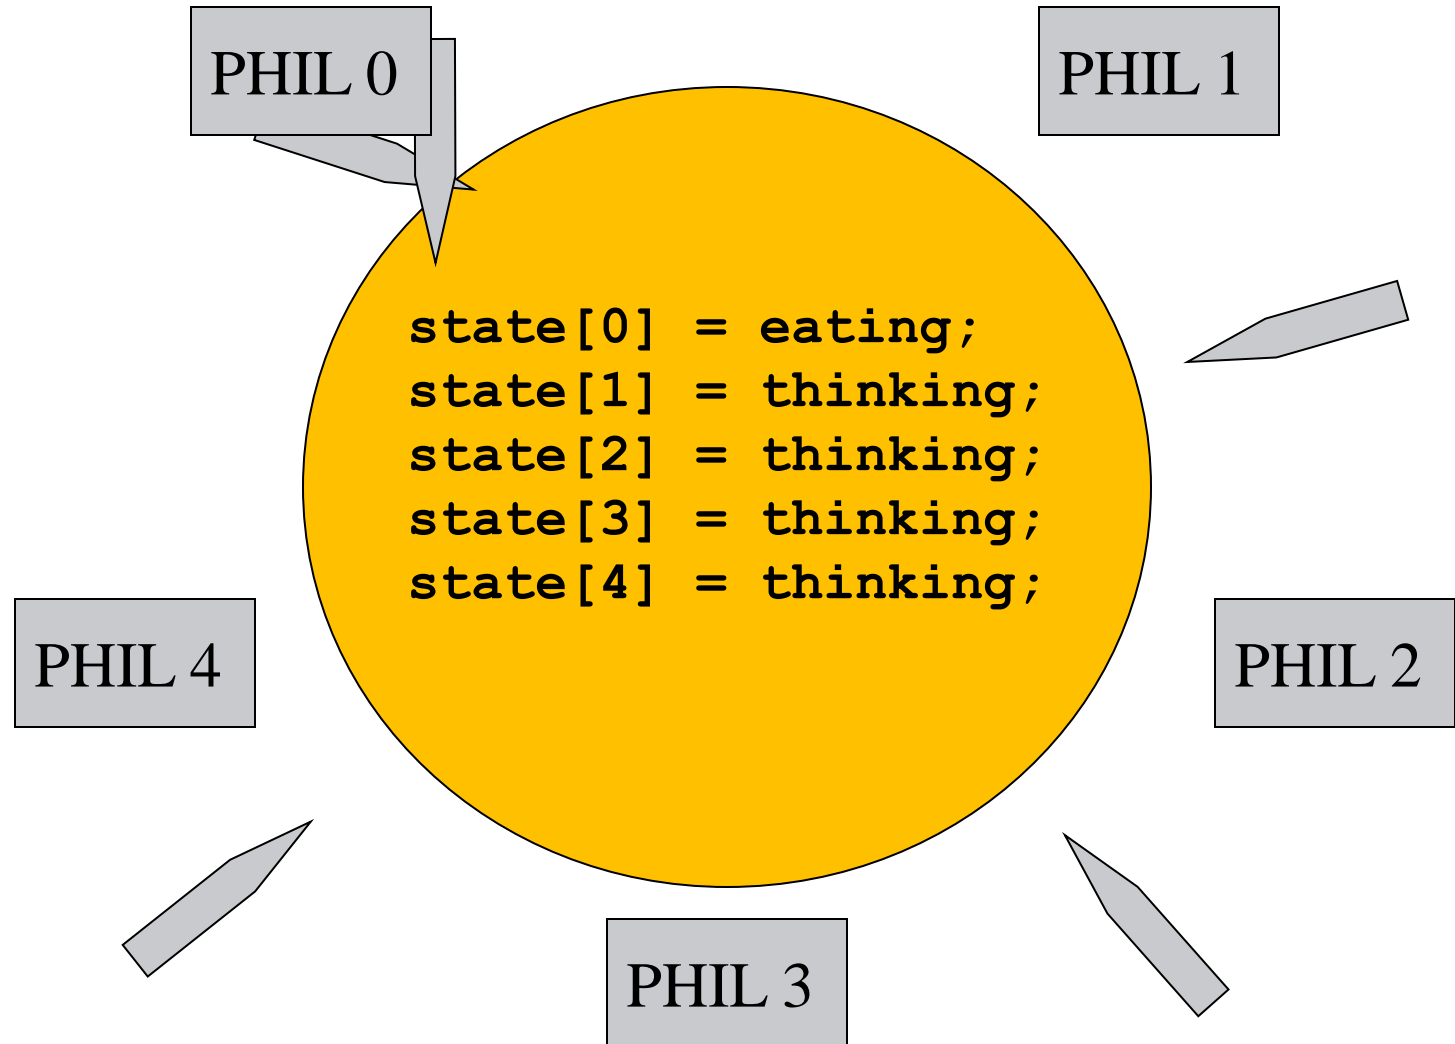 PHIL 0
PHIL 1
state[0] = eating;
state[1] = thinking;
state[2] = thinking;
state[3] = thinking;
state[4] = thinking;
PHIL 4
PHIL 2
PHIL 3